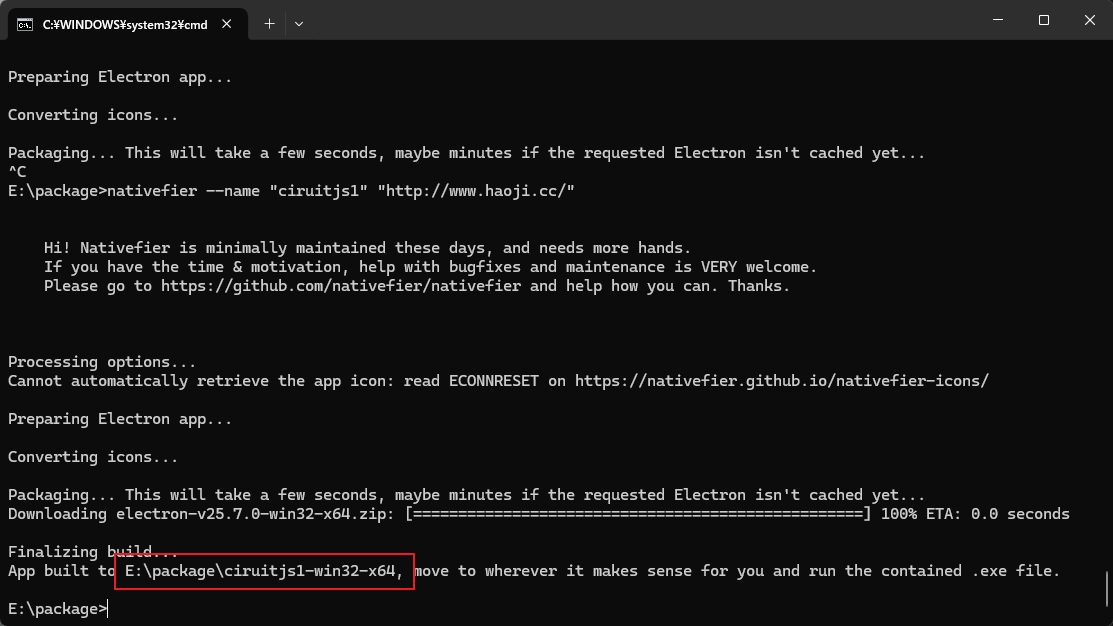 C:¥WINDOWS¥system32¥cmd
Preparing Electron app...
Converting icons...
Packaging... This will take a few seconds, maybe minutes if the requested Electron isn't cached yet...
^C
E:\package>nativefier --name "ciruitjs1" "http://www.haoji.cc/"
Hi! Nativefier is minimally maintained these days, and needs more hands.
If you have the time & motivation, help with bugfixes and maintenance is VERY welcome.
Please go to https://github.com/nativefier/nativefier and help how you can. Thanks.
Processing options...
Cannot automatically retrieve the app icon: read ECONNRESET on https://nativefier.github.io/nativefier-icons/
Preparing Electron app...
Converting icons...
Packaging... This will take a few seconds, maybe minutes if the requested Electron isn't cached yet...
Downloading electron-v25.7.0-win32-x64.zip: [==================================================] 100% ETA: 0.0 seconds
Finalizing build...
App built to E:\package\ciruitjs1-win32-x64, move to wherever it makes sense for you and run the contained .exe file.
E:\package>